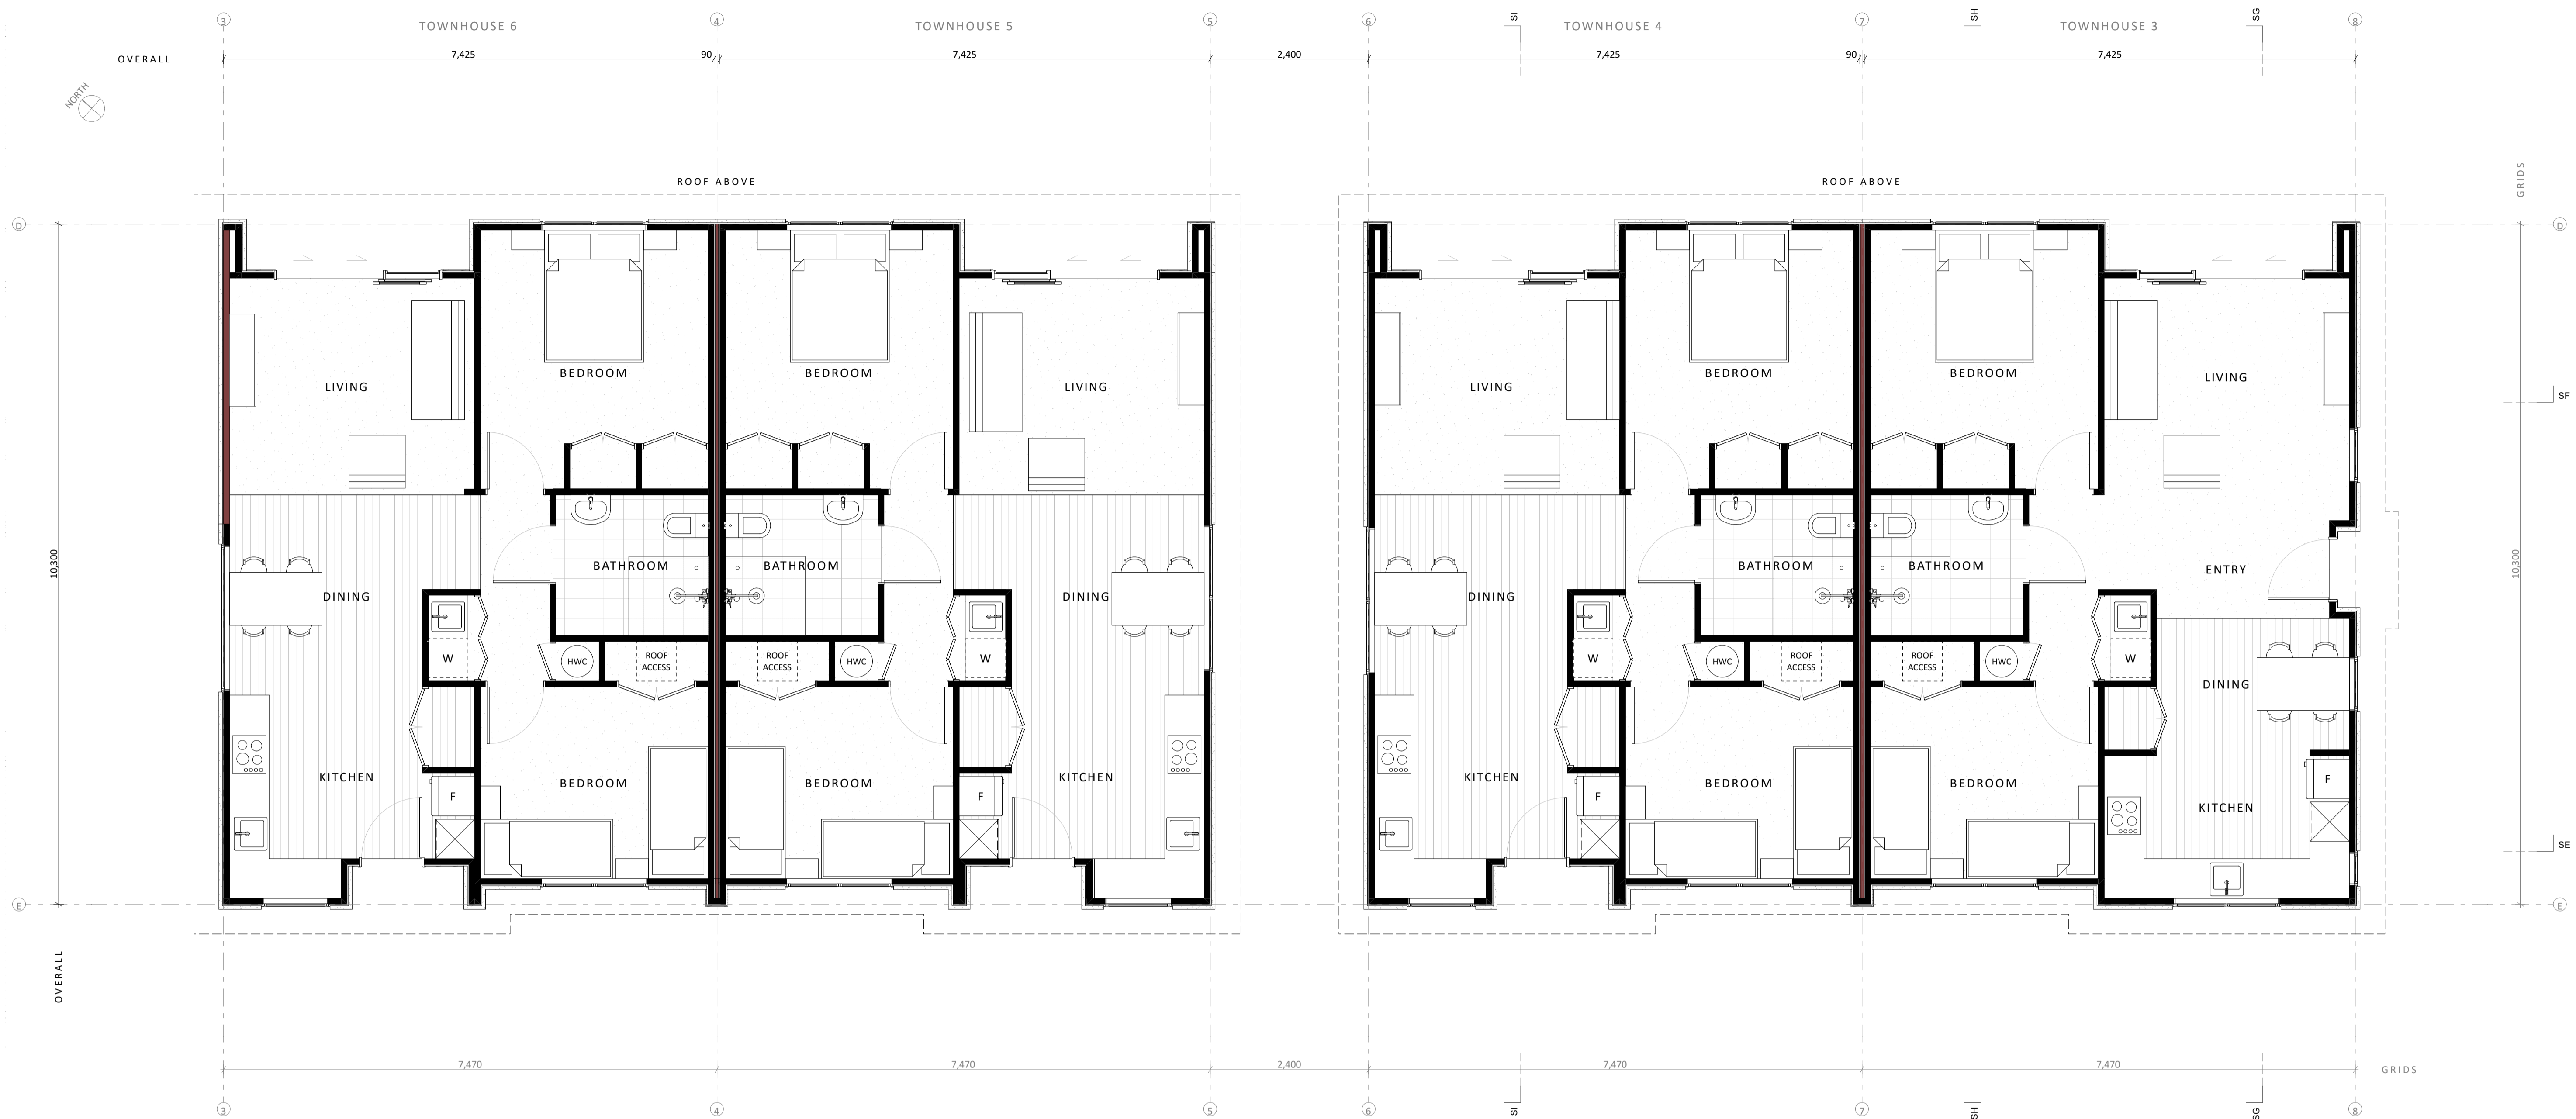 3
4
5
6
7
8
TOWNHOUSE 6
TOWNHOUSE 5
TOWNHOUSE 4
TOWNHOUSE 3
SI
SH
SG
OVERALL
7,425
90
7,425
2,400
7,425
90
7,425
NORTH
ROOF ABOVE
ROOF ABOVE
GRIDS
D
D
BEDROOM
BEDROOM
BEDROOM
BEDROOM
LIVING
LIVING
LIVING
LIVING
SF
10,300
BATHROOM
BATHROOM
BATHROOM
BATHROOM
ENTRY
10,300
DINING
DINING
DINING
W
HWC
ROOF
ACCESS
ROOF
ACCESS
HWC
W
W
HWC
ROOF
ACCESS
ROOF
ACCESS
HWC
W
DINING
KITCHEN
BEDROOM
BEDROOM
KITCHEN
KITCHEN
BEDROOM
BEDROOM
F
F
F
F
KITCHEN
SE
E
E
OVERALL
7,470
7,470
2,400
7,470
7,470
GRIDS
3
4
5
6
SI
7
SH
SG
8